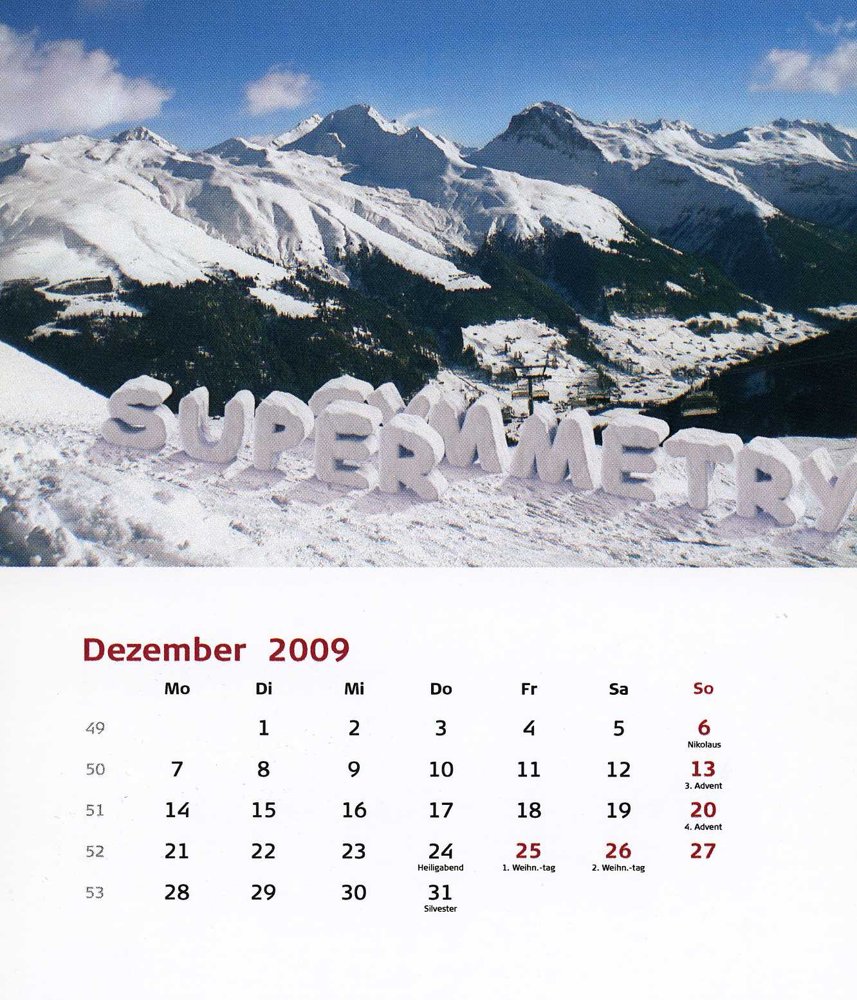 SUPER
SYMMETRY
Dezember 2009
Mo Di Mi Do Fr Sa So
49 1 2 3 4 5 6
Nikolaus
50 7 8 9 10 11 12 13
3. Advent
51 14 15 16 17 18 19 20
4. Advent
52 21 22 23 24 25 26 27
Heiligabend 1. Weihn.-tag 2. Weihn.-tag
53 28 29 30 31
Silvester